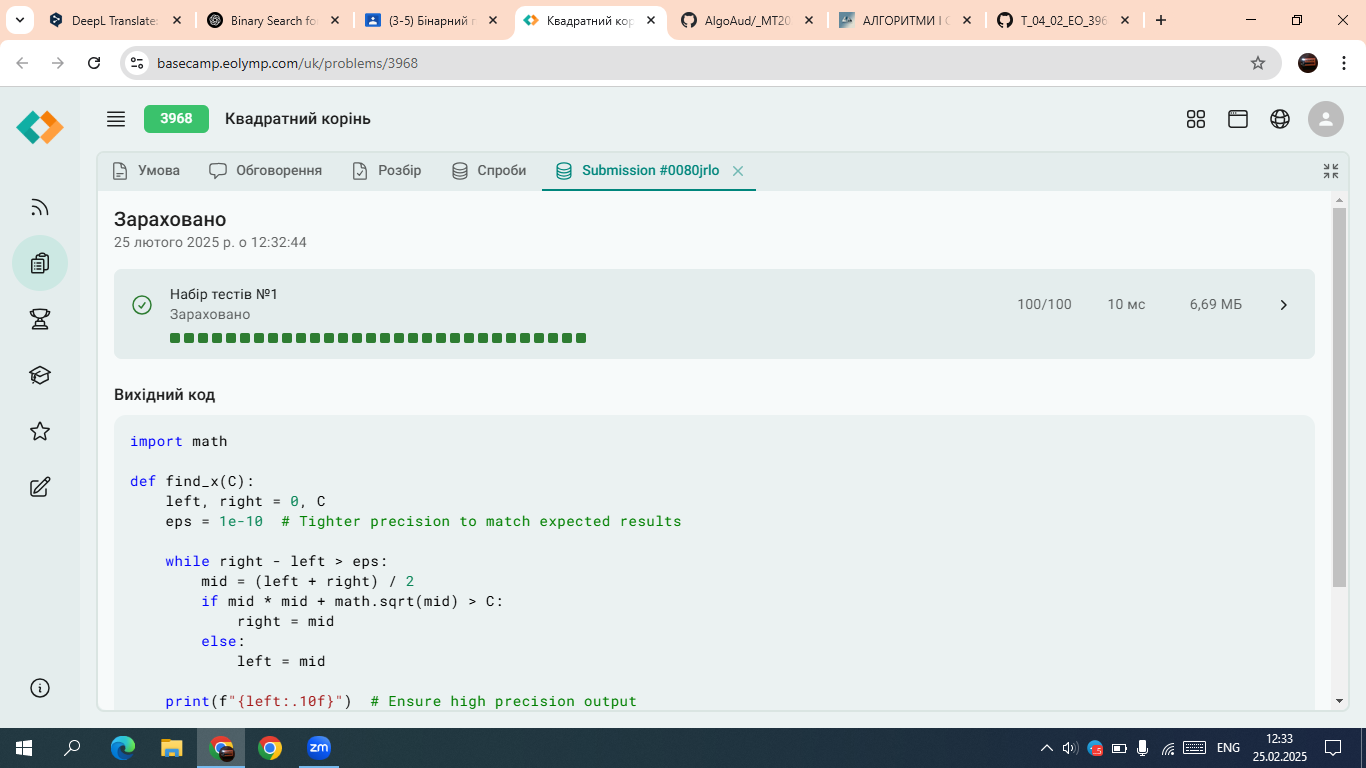 DeepL Translate:
Binary Search fo
(3-5) Бінарний г
Квадратний кор
AlgoAud/_MT20
АЛГОРИТМИ І С
T_04_02_EO_396
basecamp.eolymp.com/uk/problems/3968
3968 Квадратний корінь
Умова Обговорення Розбір Спроби Submission #0080jrlo
Зараховано
25 лютого 2025 р. о 12:32:44
Набір тестів №1
Зараховано
100/100 10 мс 6,69 МБ
Вихідний код
import math
def find_x(C):
    left, right = 0, C
    eps = 1e-10  # Tighter precision to match expected results
    while right - left > eps:
        mid = (left + right) / 2
        if mid * mid + math.sqrt(mid) > C:
            right = mid
        else:
            left = mid
    print(f"{left:.10f}")  # Ensure high precision output
zm
ENG
12:33
25.02.2025